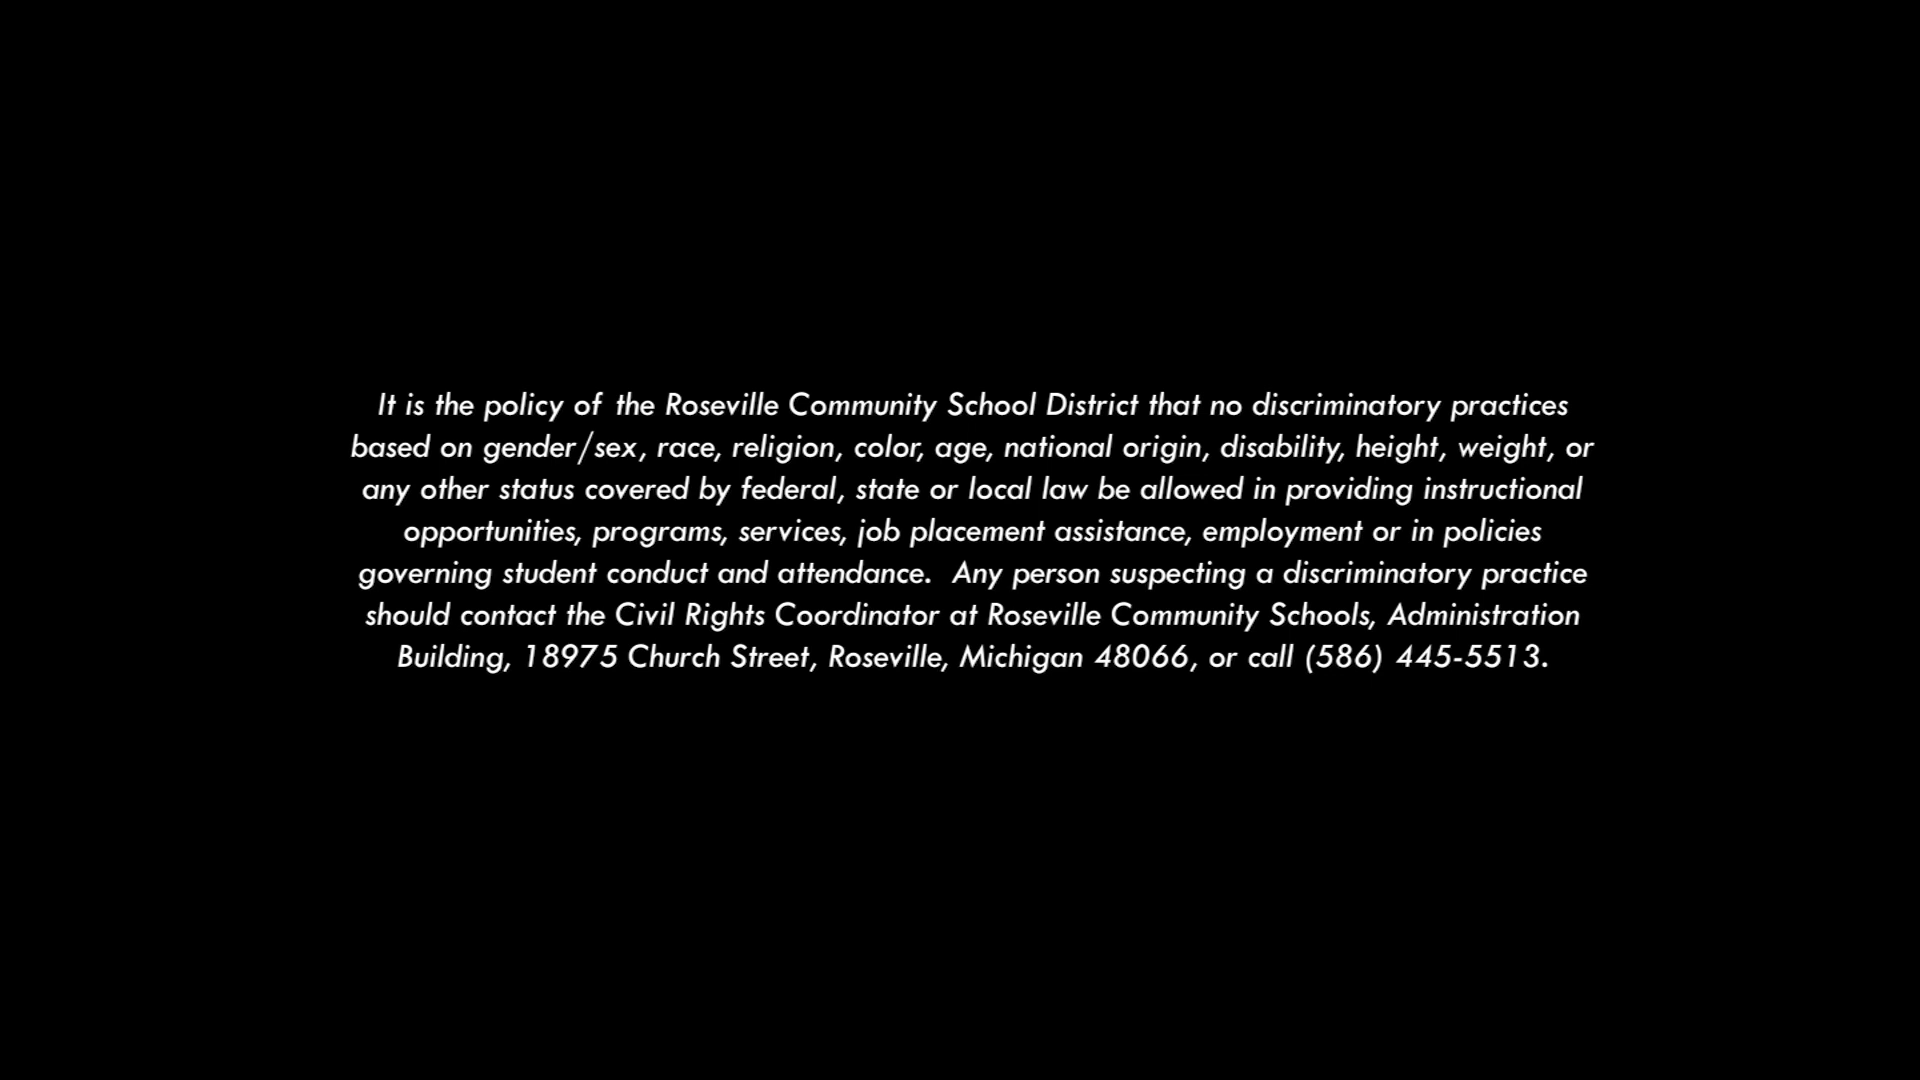 It is the policy of the Roseville Community School District that no discriminatory practices
based on gender/sex, race, religion, color, age, national origin, disability, height, weight, or
any other status covered by federal, state or local law be allowed in providing instructional
opportunities, programs, services, job placement assistance, employment or in policies
governing student conduct and attendance.  Any person suspecting a discriminatory practice
should contact the Civil Rights Coordinator at Roseville Community Schools, Administration
Building, 18975 Church Street, Roseville, Michigan 48066, or call (586) 445-5513.